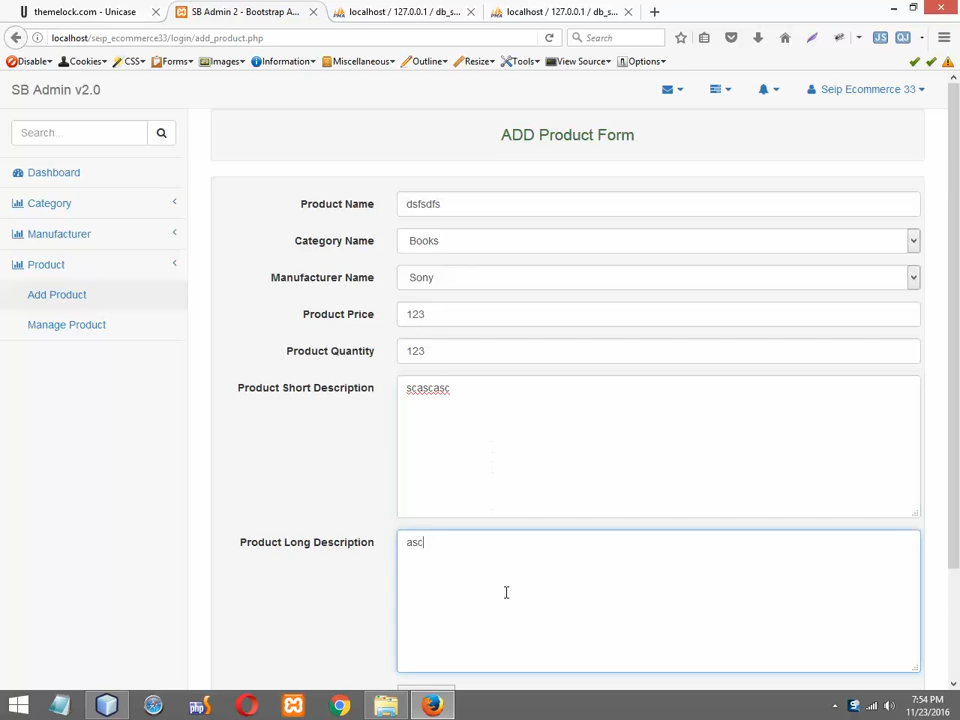 themelock.com - Unicase
SB Admin 2 - Bootstrap A...
localhost / 127.0.0.1 / db_s...
localhost / 127.0.0.1 / db_s...
localhost/seip_ecommerce33/login/add_product.php
Search
Disable Cookies CSS Forms Images Information Miscellaneous Outline Resize Tools View Source Options
SB Admin v2.0
Seip Ecommerce 33
Search...
Dashboard
Category
Manufacturer
Product
Add Product
Manage Product
ADD Product Form
Product Name
dsfsdfs
Category Name
Books
Manufacturer Name
Sony
Product Price
123
Product Quantity
123
Product Short Description
scascasc
Product Long Description
asc
7:54 PM
11/23/2016